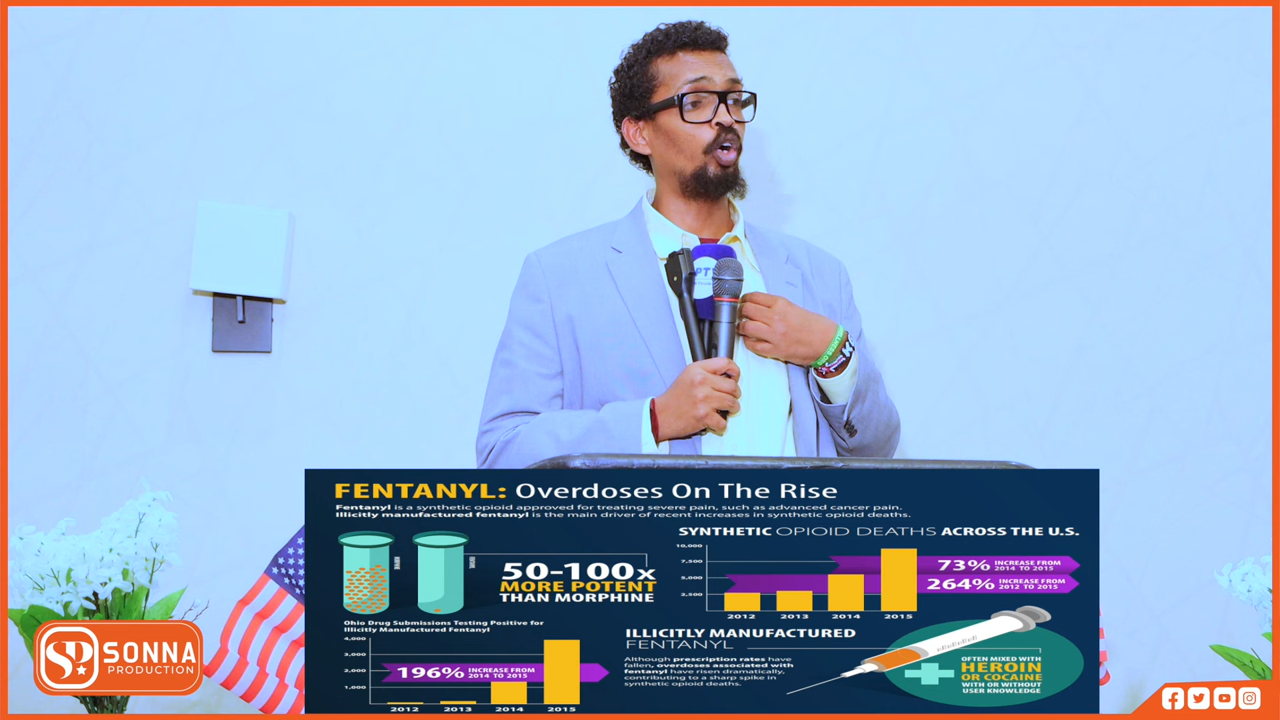 PT
FENTANYL: Overdoses On The Rise
Fentanyl is a synthetic opioid approved for treating severe pain, such as advanced cancer pain.
Illicitly manufactured fentanyl is the main driver of recent increases in synthetic opioid deaths.
50-100x
MORE POTENT
THAN MORPHINE
SYNTHETIC OPIOID DEATHS ACROSS THE U.S.
10,000
7,500
5,000
2,500
73% INCREASE FROM
2014 TO 2015
264% INCREASE FROM
2012 TO 2015
2012 2013 2014 2015
Ohio Drug Submissions Testing Positive for
Illicitly Manufactured Fentanyl
4,000
3,000
2,000
1,000
196% INCREASE FROM
2014 TO 2015
2012 2013 2014 2015
ILLICITLY MANUFACTURED
FENTANYL
Although prescription rates have
fallen, overdoses associated with
fentanyl have risen dramatically,
contributing to a sharp spike in
synthetic opioid deaths.
OFTEN MIXED WITH
HEROIN
OR COCAINE
WITH OR WITHOUT
USER KNOWLEDGE
SP SONNA
PRODUCTION